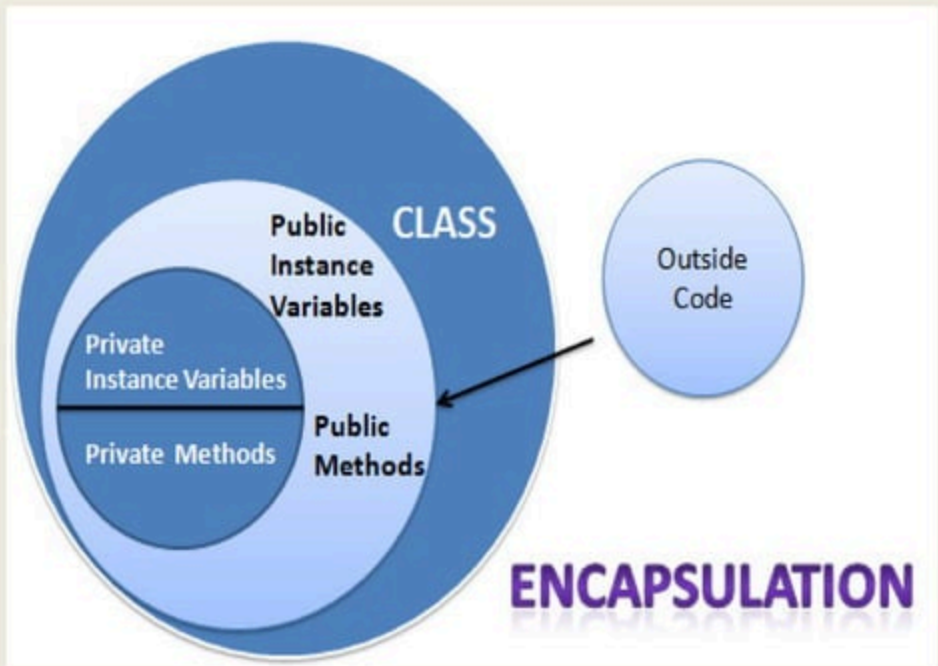 Public
Instance
Variables
CLASS
Outside
Code
Private
Instance Variables
Private Methods
Public
Methods
ENCAPSULATION